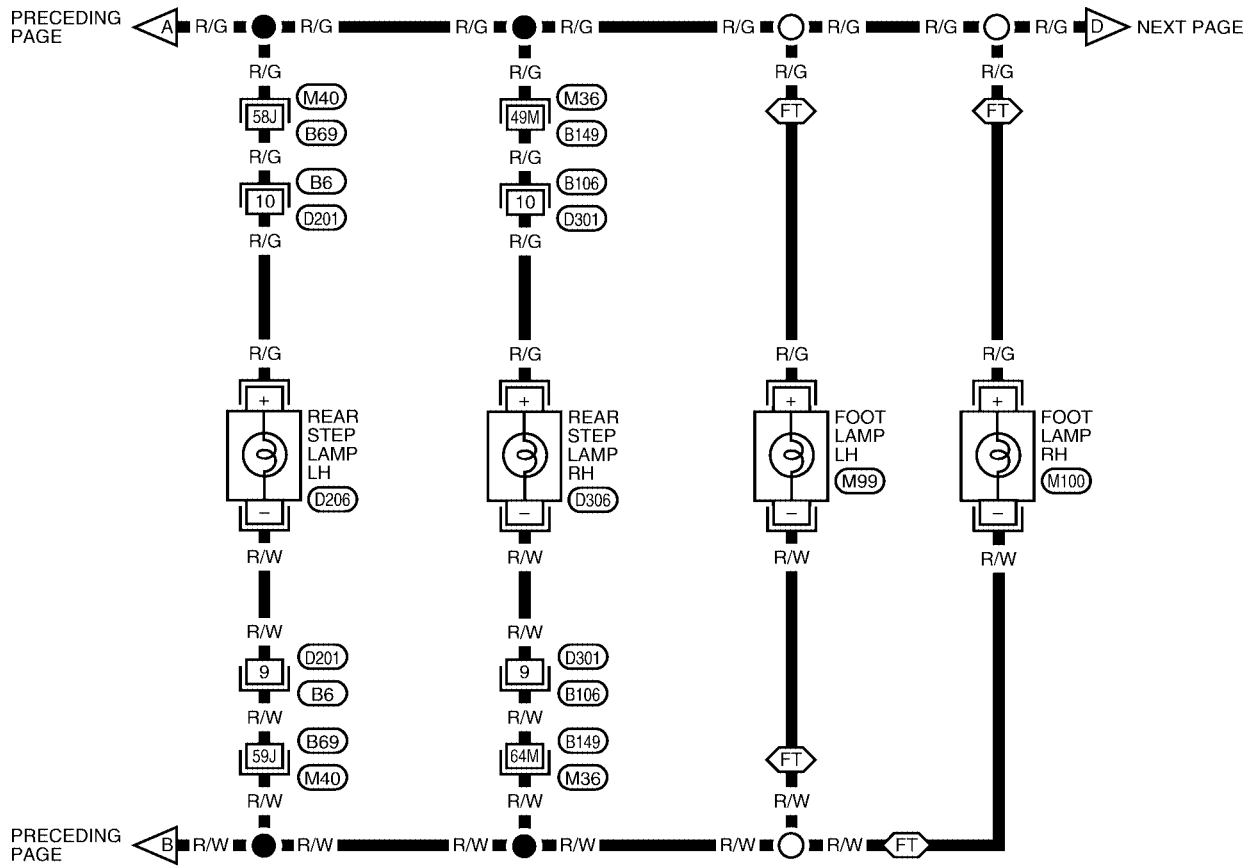 PRECEDING PAGE A R/G R/G R/G R/G R/G R/G R/G R/G D NEXT PAGE
R/G R/G R/G R/G
58J M40 B69 49M M36 B149 FT FT
R/G R/G
10 B6 D201 10 B106 D301
R/G R/G
R/G R/G R/G R/G
+ + + +
REAR STEP LAMP LH D206
REAR STEP LAMP RH D306
FOOT LAMP LH M99
FOOT LAMP RH M100
– – – –
R/W R/W R/W R/W
R/W R/W
9 D201 B6 9 D301 B106
R/W R/W
59J B69 M40 64M B149 M36 FT
R/W R/W R/W
PRECEDING PAGE B R/W R/W R/W R/W R/W R/W FT